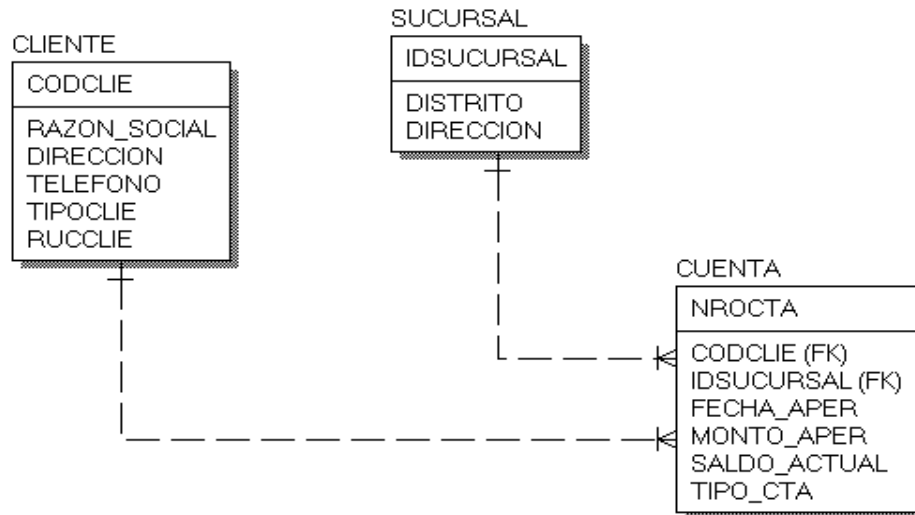 CLIENTE
CODCLIE
RAZON_SOCIAL
DIRECCION
TELEFONO
TIPOCLIE
RUCCLIE
SUCURSAL
IDSUCURSAL
DISTRITO
DIRECCION
CUENTA
NROCTA
CODCLIE (FK)
IDSUCURSAL (FK)
FECHA_APER
MONTO_APER
SALDO_ACTUAL
TIPO_CTA